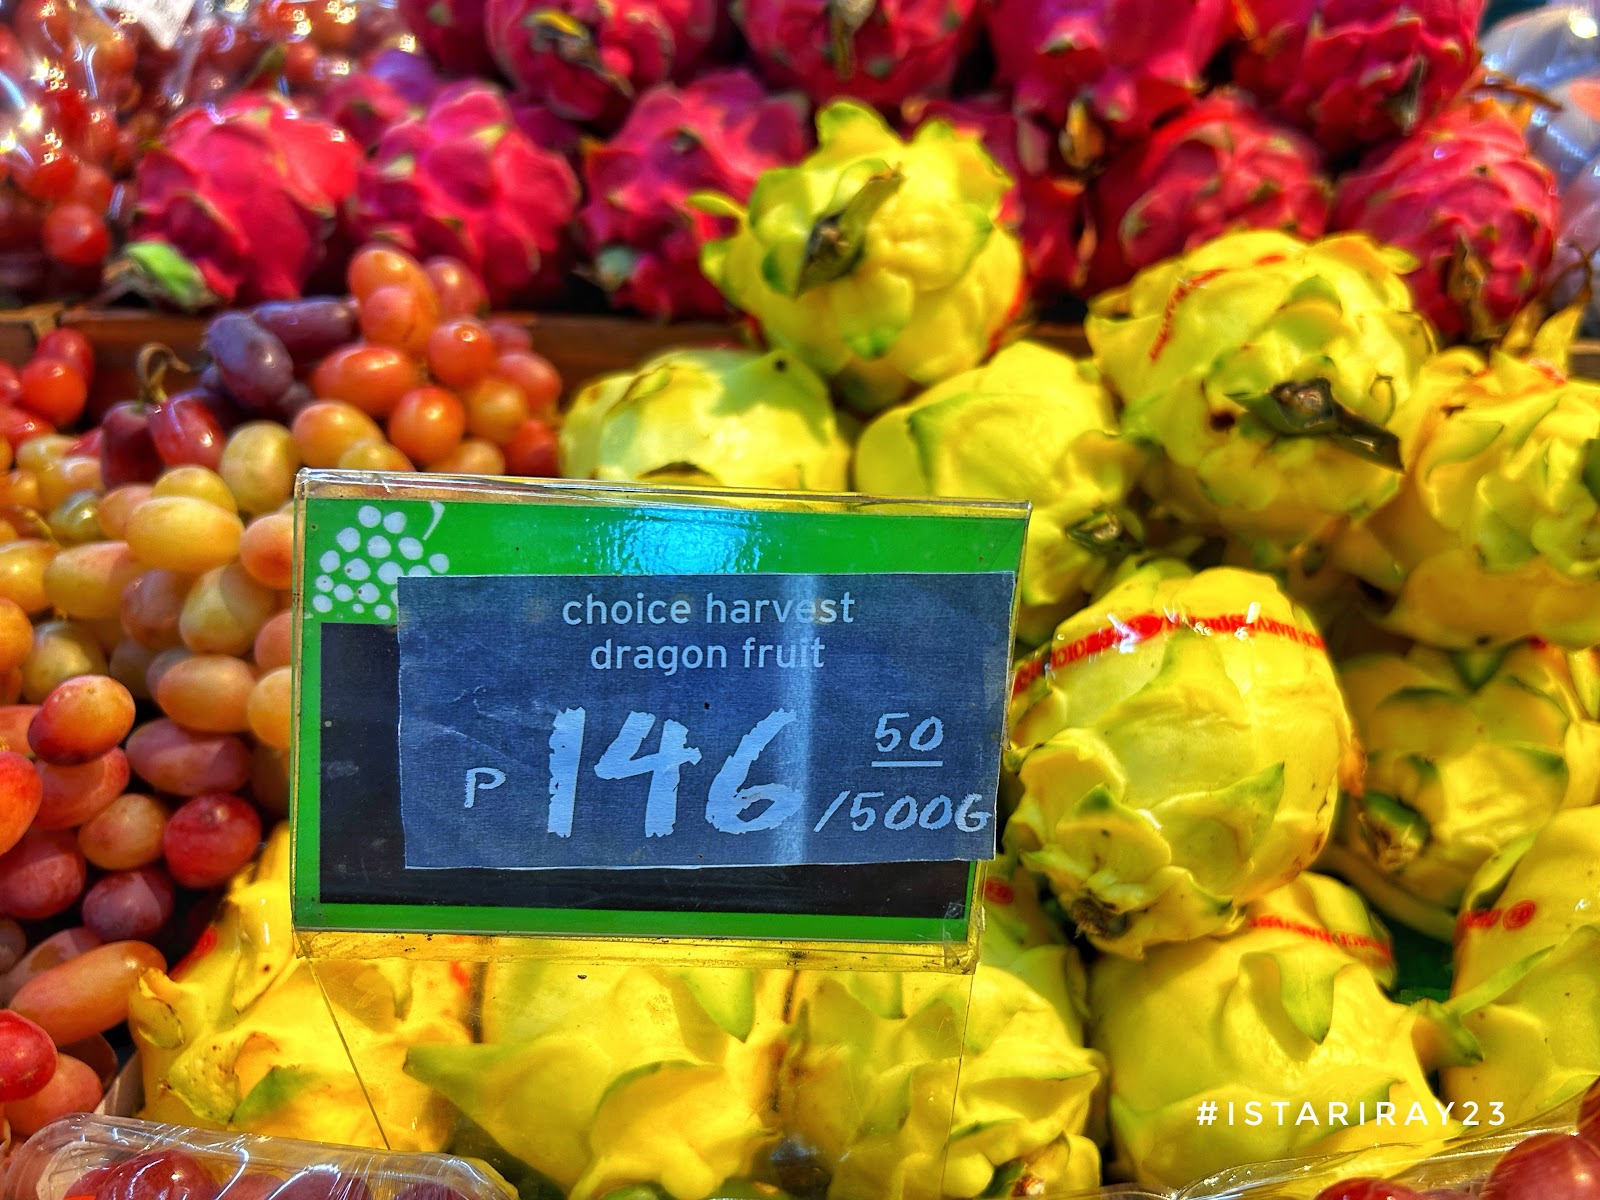 choice harvest
dragon fruit
P 146 50 /500G
#ISTARIRAY23